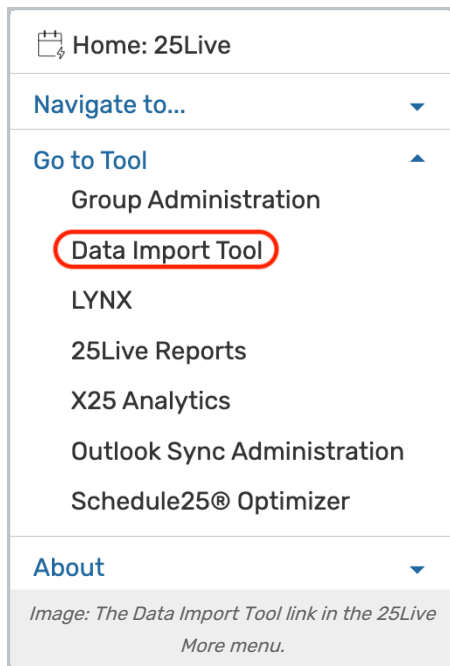 Home: 25Live
Navigate to...
Go to Tool
Group Administration
Data Import Tool
LYNX
25Live Reports
X25 Analytics
Outlook Sync Administration
Schedule25® Optimizer
About
Image: The Data Import Tool link in the 25Live
More menu.